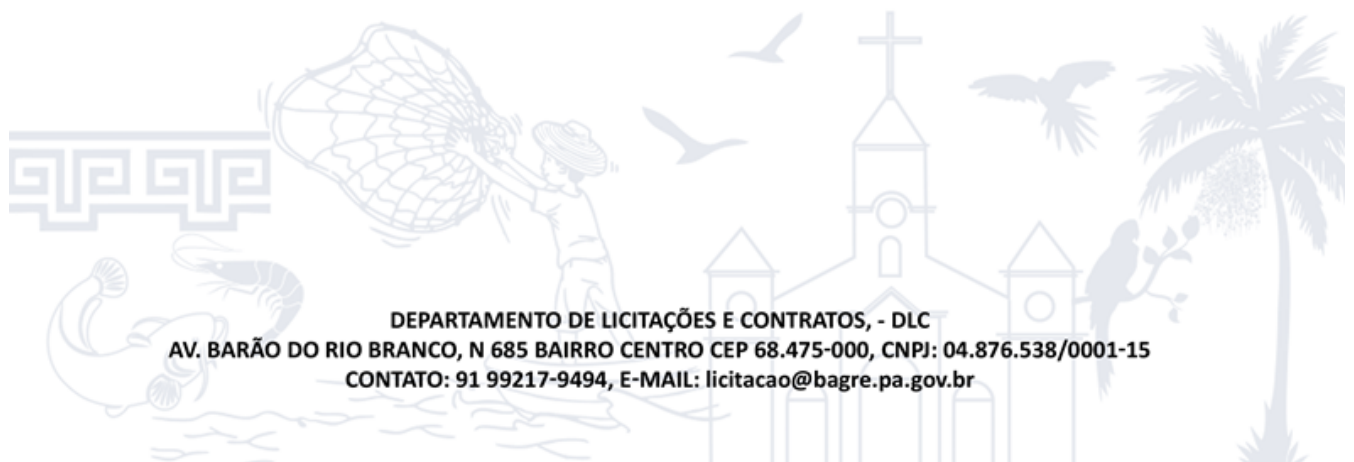 DEPARTAMENTO DE LICITAÇÕES E CONTRATOS, - DLC
AV. BARÃO DO RIO BRANCO, N 685 BAIRRO CENTRO CEP 68.475-000, CNPJ: 04.876.538/0001-15
CONTATO: 91 99217-9494, E-MAIL: licitacao@bagre.pa.gov.br